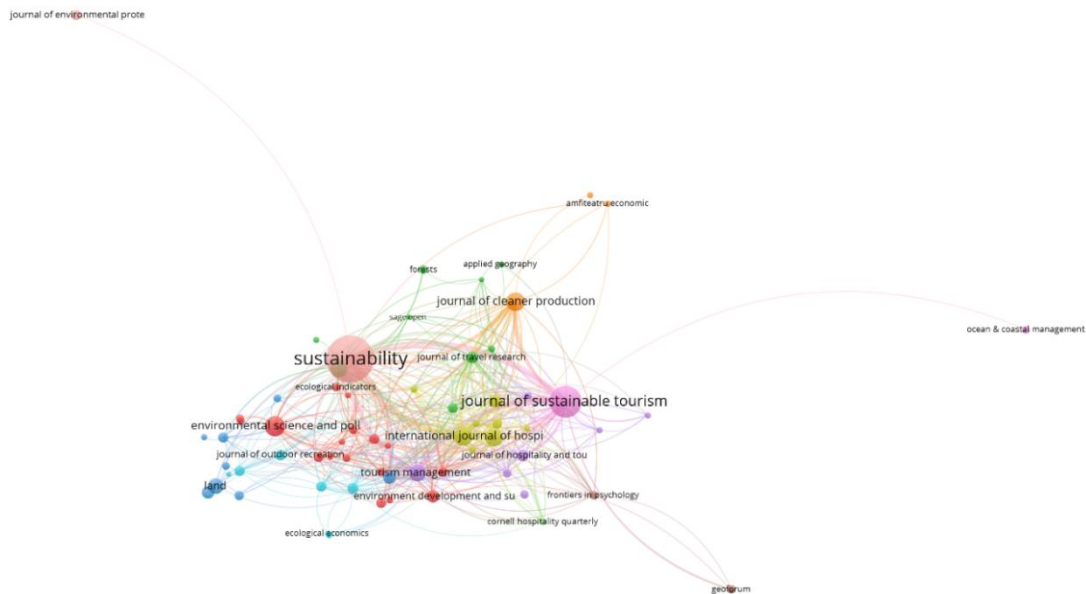 journal of environmental prote
amfiteatru economic
applied geography
forests
journal of cleaner production
sage open
ocean & coastal management
sustainability
journal of travel research
ecological indicators
journal of sustainable tourism
environmental science and poll
international journal of hospi
journal of outdoor recreation
journal of hospitality and tou
tourism management
land
environment development and su
frontiers in psychology
cornell hospitality quarterly
ecological economics
geoforum